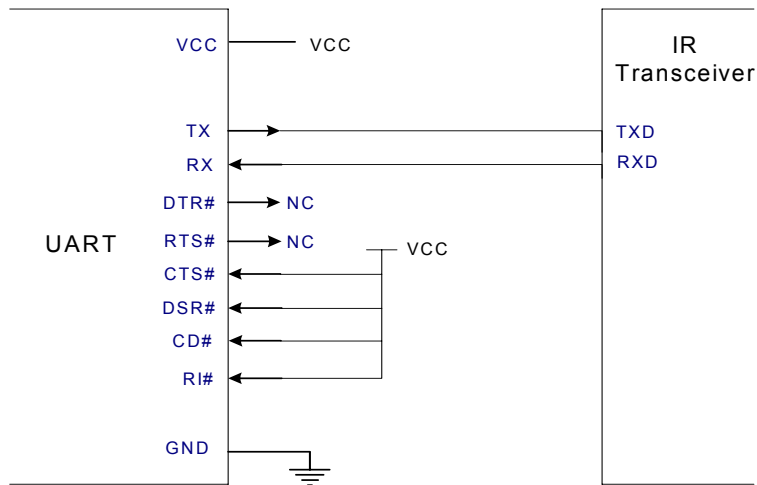 VCC VCC
IR
Transceiver
TX TXD
RX RXD
DTR# NC
UART RTS# NC
VCC
CTS#
DSR#
CD#
RI#
GND